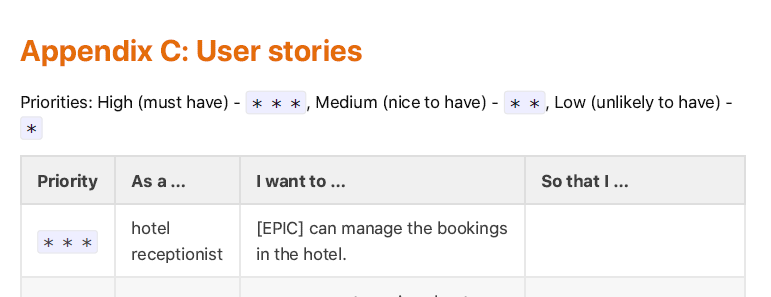 Appendix C: User stories
Priorities: High (must have) - * * *, Medium (nice to have) - * *, Low (unlikely to have) -
*
Priority As a ... I want to ... So that I ...
* * * hotel receptionist [EPIC] can manage the bookings in the hotel.